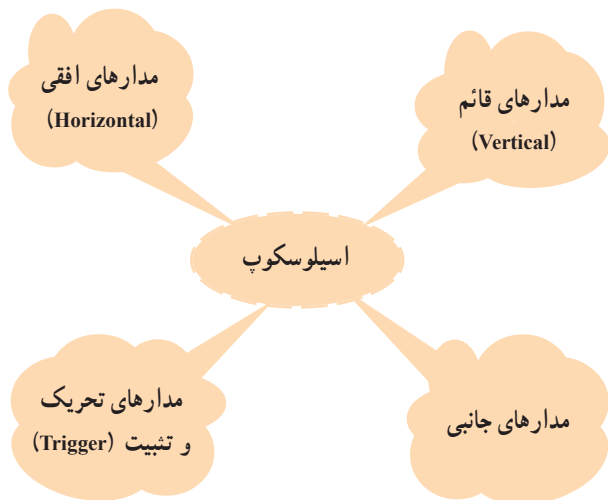 مدارهای قائم
(Vertical)
مدارهای افقی
(Horizontal)
اسیلوسکوپ
مدارهای جانبی
مدارهای تحریک
و تثبیت (Trigger)